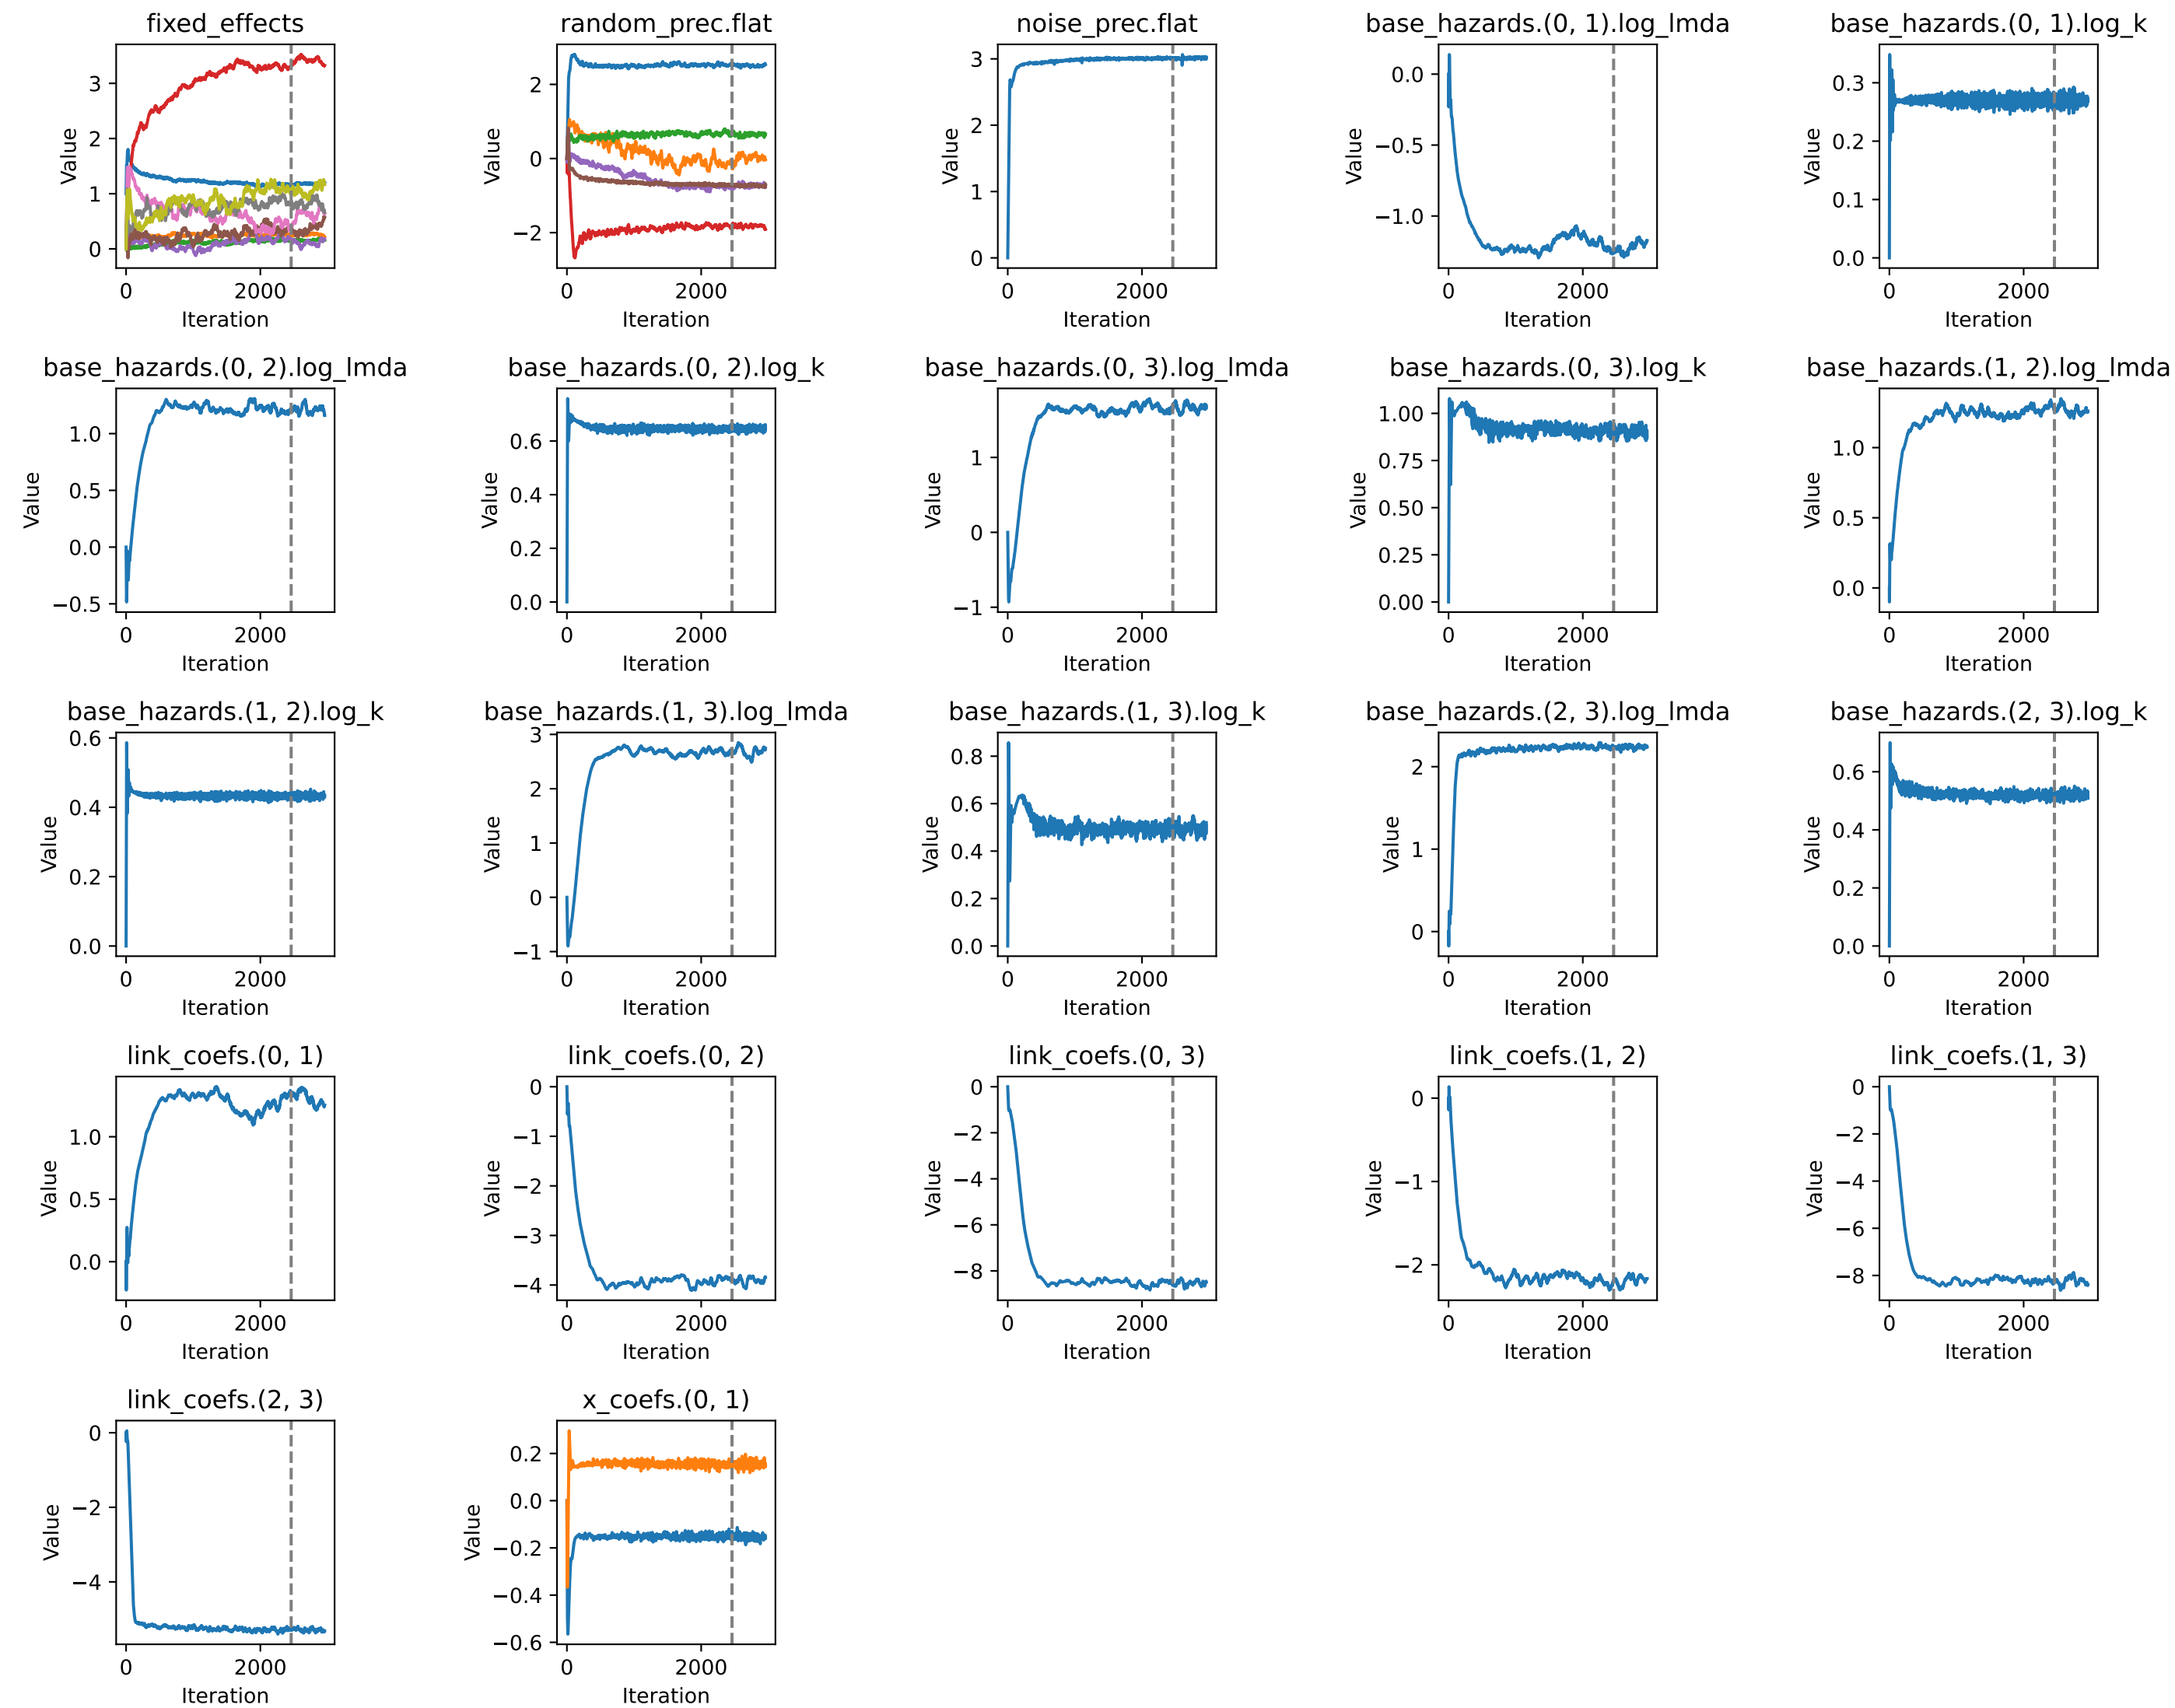 fixed_effects
random_prec.flat
noise_prec.flat
base_hazards.(0, 1).log_lmda
base_hazards.(0, 1).log_k
Value
3
2
1
0
0
2000
Iteration
Value
2
0
−2
0
2000
Iteration
Value
3
2
1
0
0
2000
Iteration
Value
0.0
−0.5
−1.0
0
2000
Iteration
Value
0.3
0.2
0.1
0.0
0
2000
Iteration
base_hazards.(0, 2).log_lmda
base_hazards.(0, 2).log_k
base_hazards.(0, 3).log_lmda
base_hazards.(0, 3).log_k
base_hazards.(1, 2).log_lmda
Value
1.0
0.5
0.0
−0.5
0
2000
Iteration
Value
0.6
0.4
0.2
0.0
0
2000
Iteration
Value
1
0
−1
0
2000
Iteration
Value
1.00
0.75
0.50
0.25
0.00
0
2000
Iteration
Value
1.0
0.5
0.0
0
2000
Iteration
base_hazards.(1, 2).log_k
base_hazards.(1, 3).log_lmda
base_hazards.(1, 3).log_k
base_hazards.(2, 3).log_lmda
base_hazards.(2, 3).log_k
Value
0.6
0.4
0.2
0.0
0
2000
Iteration
Value
3
2
1
0
−1
0
2000
Iteration
Value
0.8
0.6
0.4
0.2
0.0
0
2000
Iteration
Value
2
1
0
0
2000
Iteration
Value
0.6
0.4
0.2
0.0
0
2000
Iteration
link_coefs.(0, 1)
link_coefs.(0, 2)
link_coefs.(0, 3)
link_coefs.(1, 2)
link_coefs.(1, 3)
Value
1.0
0.5
0.0
0
2000
Iteration
Value
0
−1
−2
−3
−4
0
2000
Iteration
Value
0
−2
−4
−6
−8
0
2000
Iteration
Value
0
−1
−2
0
2000
Iteration
Value
0
−2
−4
−6
−8
0
2000
Iteration
link_coefs.(2, 3)
x_coefs.(0, 1)
Value
0
−2
−4
0
2000
Iteration
Value
0.2
0.0
−0.2
−0.4
−0.6
0
2000
Iteration